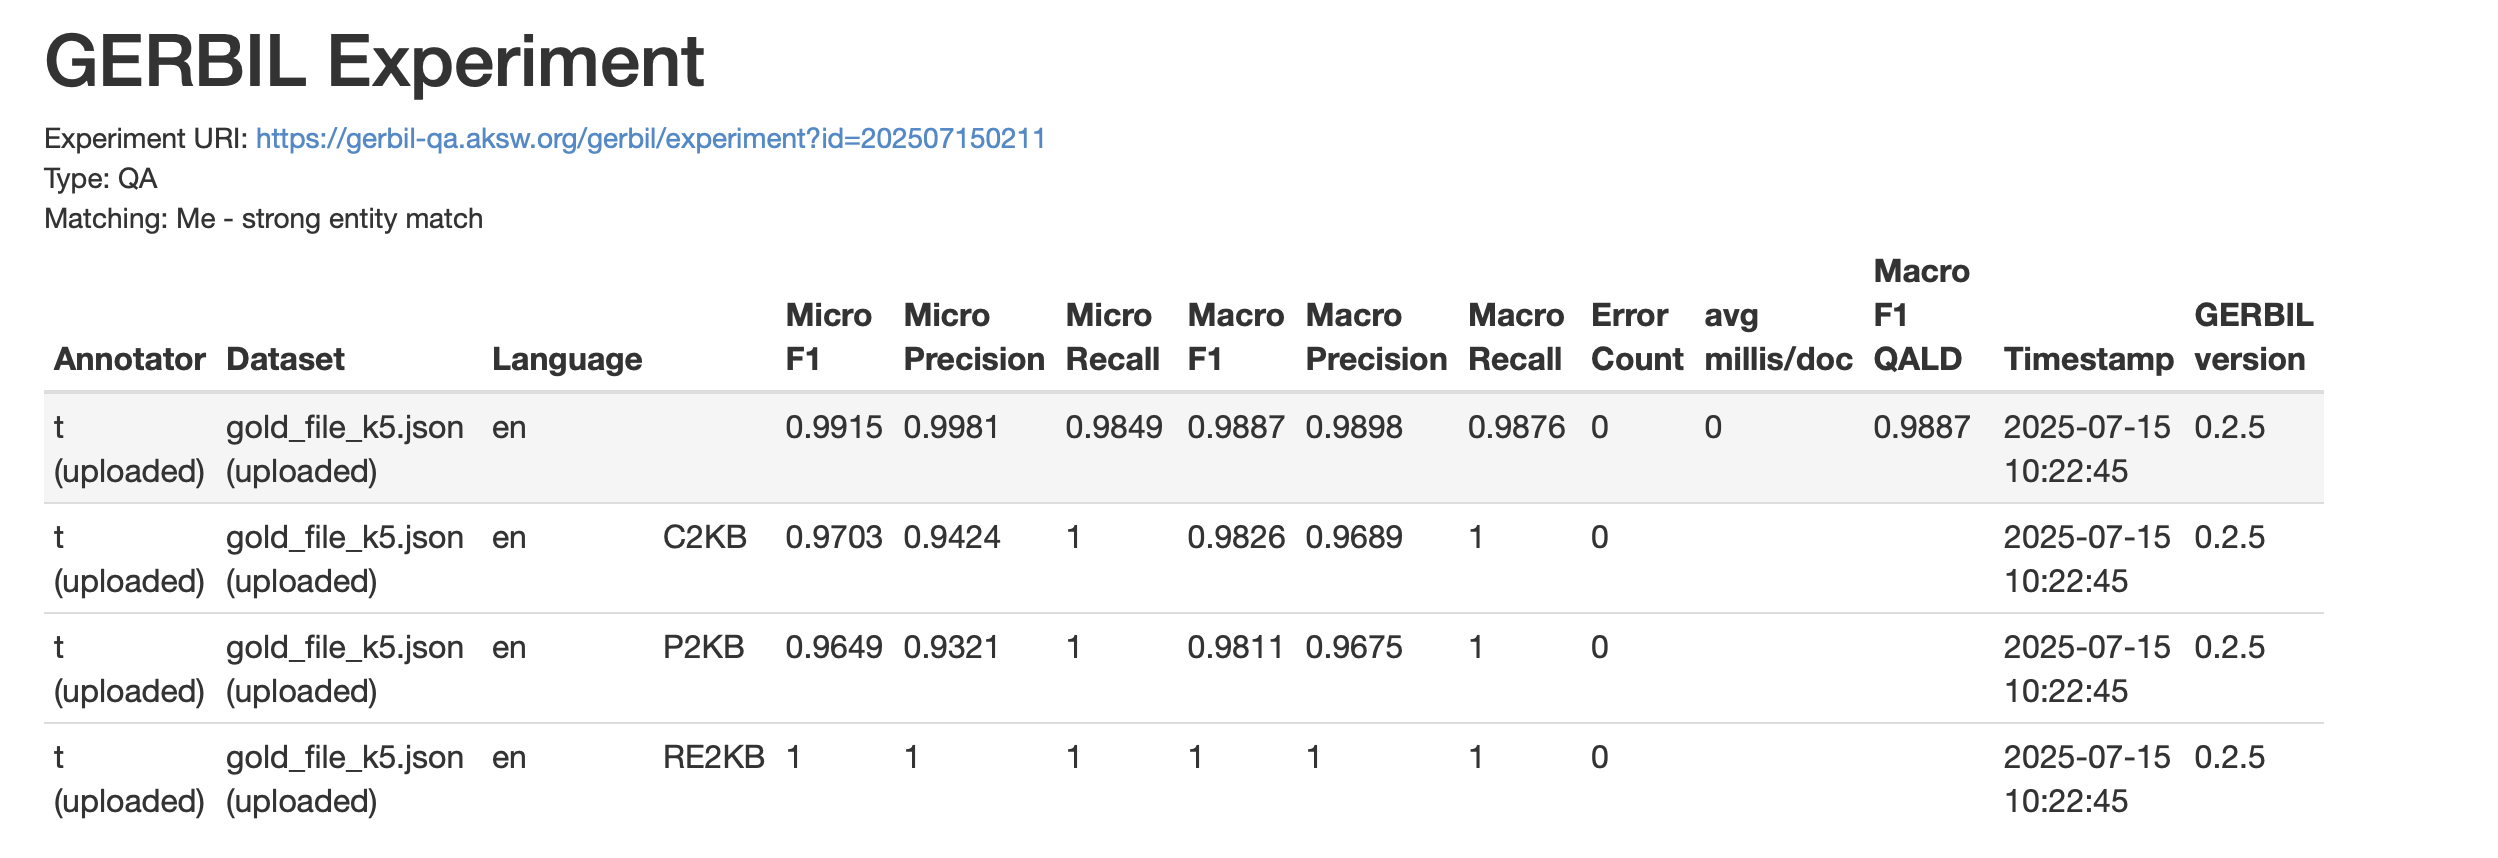 GERBIL Experiment
Experiment URI: https://gerbil-qa.aksw.org/gerbil/experiment?id=202507150211
Type: QA
Matching: Me - strong entity match
Annotator Dataset Language Micro F1 Micro Precision Micro Recall Macro F1 Macro Precision Macro Recall Error Count avg millis/doc Macro F1 QALD Timestamp GERBIL version
t (uploaded) gold_file_k5.json (uploaded) en 0.9915 0.9981 0.9849 0.9887 0.9898 0.9876 0 0 0.9887 2025-07-15 10:22:45 0.2.5
t (uploaded) gold_file_k5.json (uploaded) en C2KB 0.9703 0.9424 1 0.9826 0.9689 1 0 2025-07-15 10:22:45 0.2.5
t (uploaded) gold_file_k5.json (uploaded) en P2KB 0.9649 0.9321 1 0.9811 0.9675 1 0 2025-07-15 10:22:45 0.2.5
t (uploaded) gold_file_k5.json (uploaded) en RE2KB 1 1 1 1 1 1 0 2025-07-15 10:22:45 0.2.5